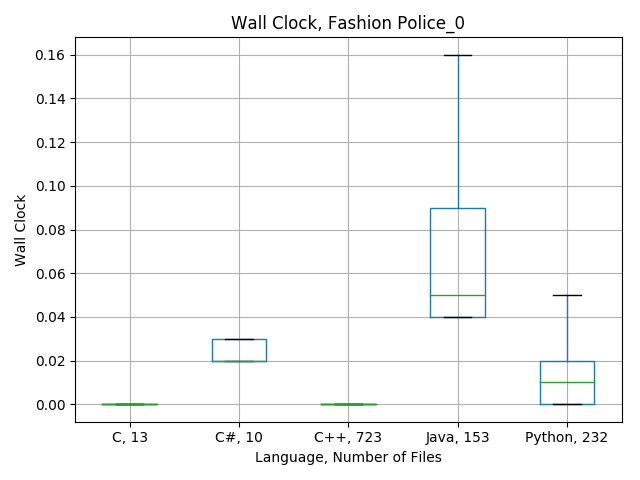 Wall Clock, Fashion Police_0
Wall Clock
0.16
0.14
0.12
0.10
0.08
0.06
0.04
0.02
0.00
C, 13
C#, 10
C++, 723
Java, 153
Python, 232
Language, Number of Files